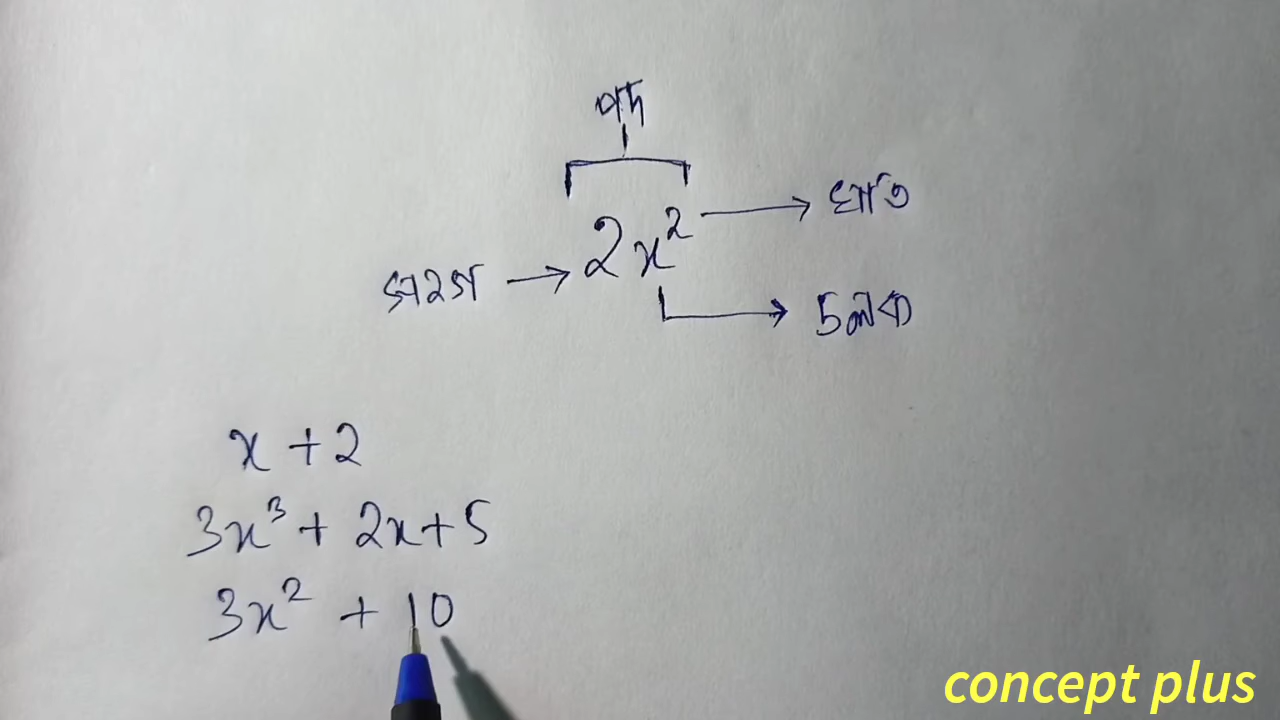 পদ
2x² → ঘাত
সহগ →
চলক
x + 2
3x³ + 2x + 5
3x² + 10
concept plus